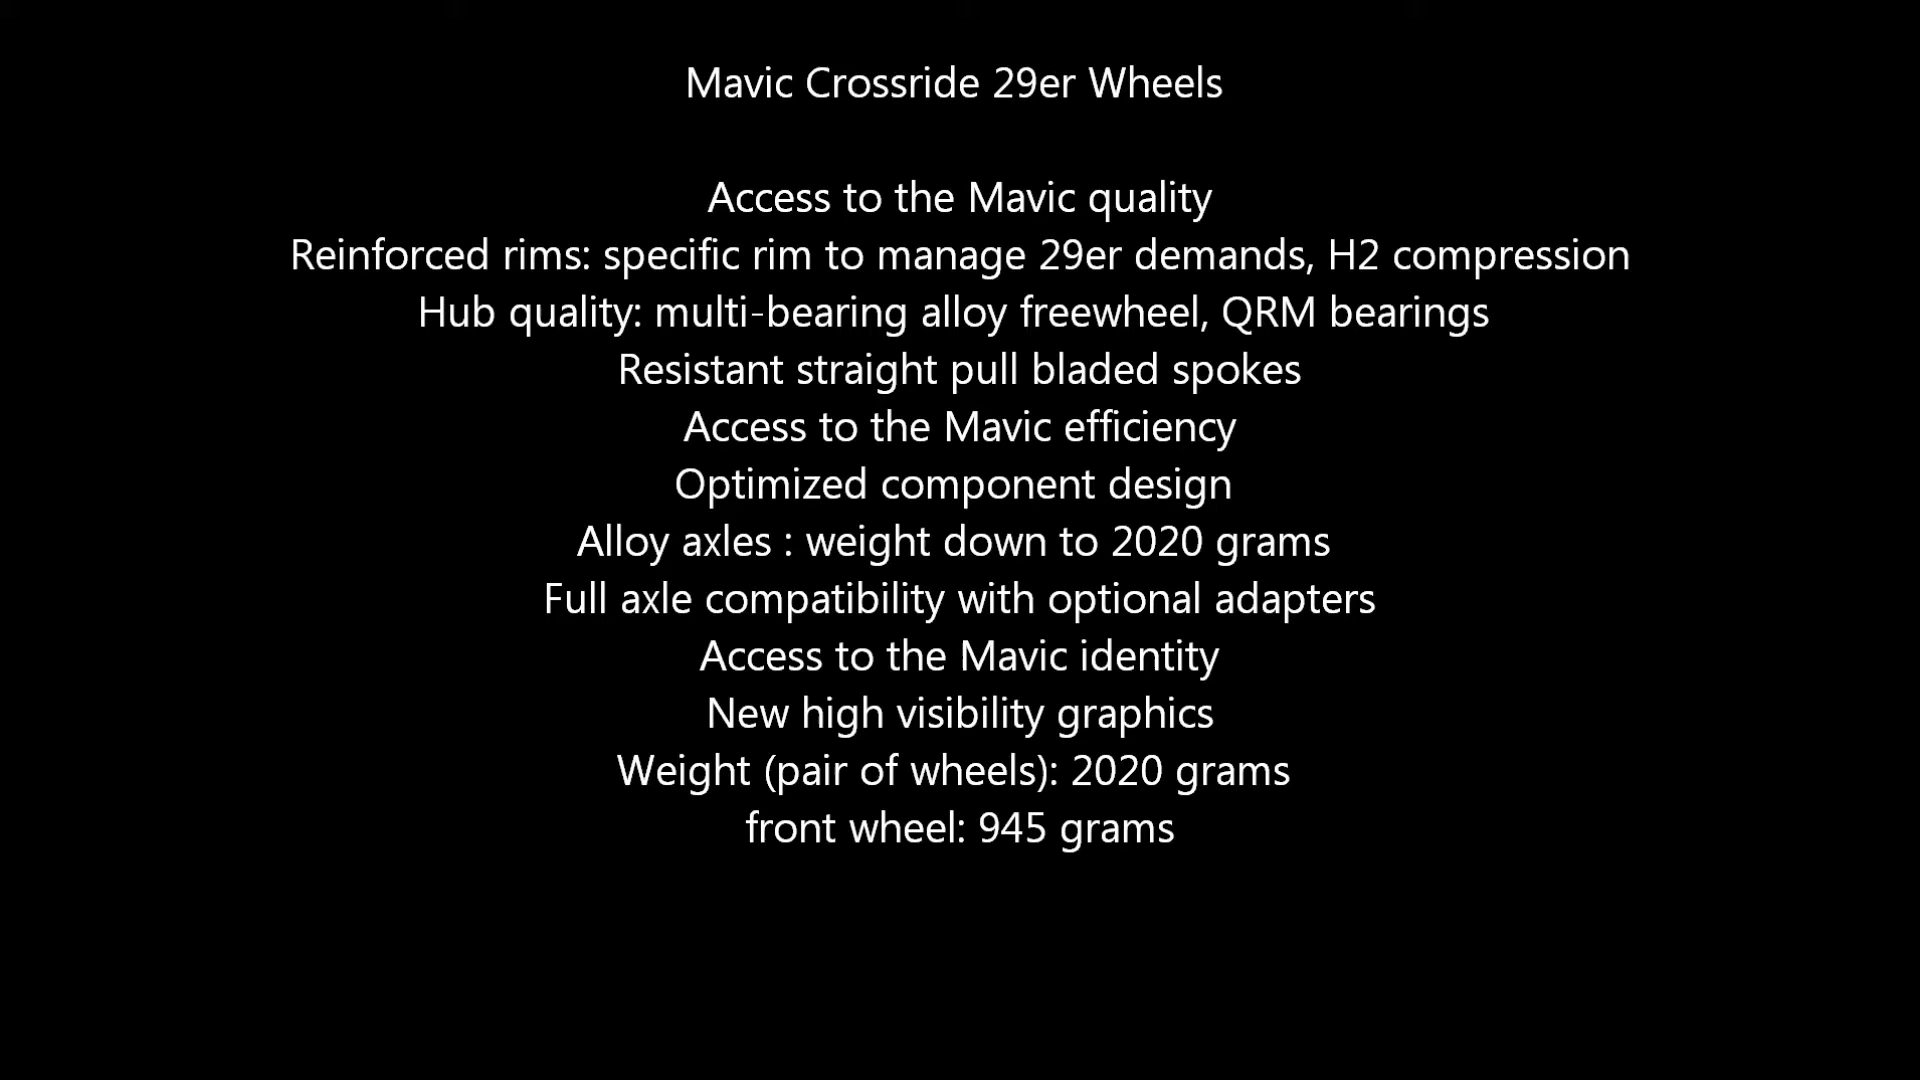 Mavic Crossride 29er Wheels
Access to the Mavic quality
Reinforced rims: specific rim to manage 29er demands, H2 compression
Hub quality: multi-bearing alloy freewheel, QRM bearings
Resistant straight pull bladed spokes
Access to the Mavic efficiency
Optimized component design
Alloy axles : weight down to 2020 grams
Full axle compatibility with optional adapters
Access to the Mavic identity
New high visibility graphics
Weight (pair of wheels): 2020 grams
front wheel: 945 grams